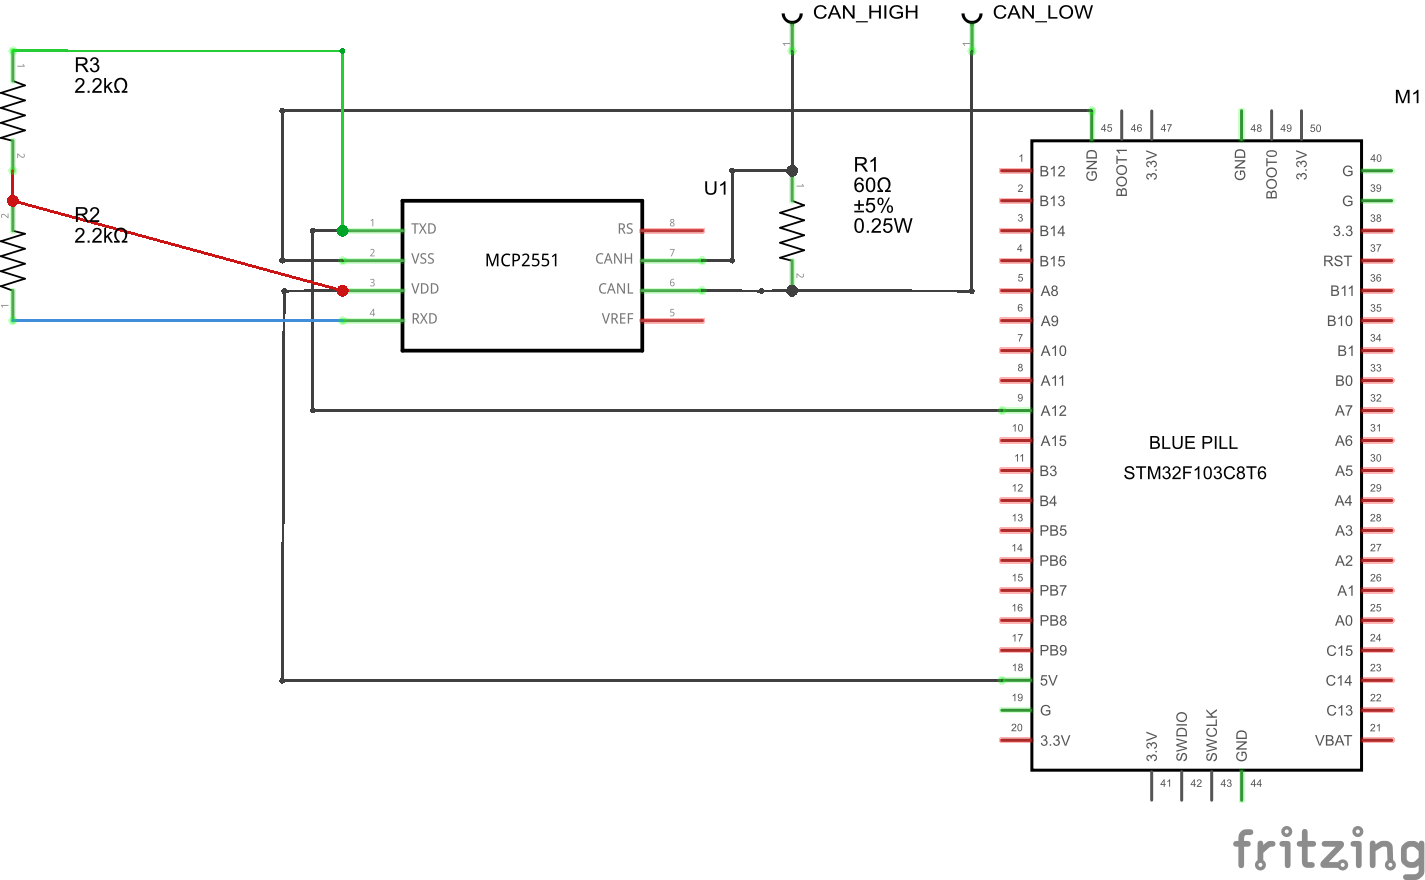 CAN_HIGH
CAN_LOW
1
1
R3
2.2kΩ
1
2
R2
2.2kΩ
2
1
U1
MCP2551
1 TXD
2 VSS
3 VDD
4 RXD
RS 8
CANH 7
CANL 6
VREF 5
R1
60Ω
±5%
0.25W
1
2
M1
45 46 47 48 49 50
GND BOOT1 3.3V GND BOOT0 3.3V
1 B12
2 B13
3 B14
4 B15
5 A8
6 A9
7 A10
8 A11
9 A12
10 A15
11 B3
12 B4
13 PB5
14 PB6
15 PB7
16 PB8
17 PB9
18 5V
19 G
20 3.3V
BLUE PILL
STM32F103C8T6
G 40
G 39
3.3 38
RST 37
B11 36
B10 35
B1 34
B0 33
A7 32
A6 31
A5 30
A4 29
A3 28
A2 27
A1 26
A0 25
C15 24
C14 23
C13 22
VBAT 21
3.3V SWDIO SWCLK GND
41 42 43 44
fritzing